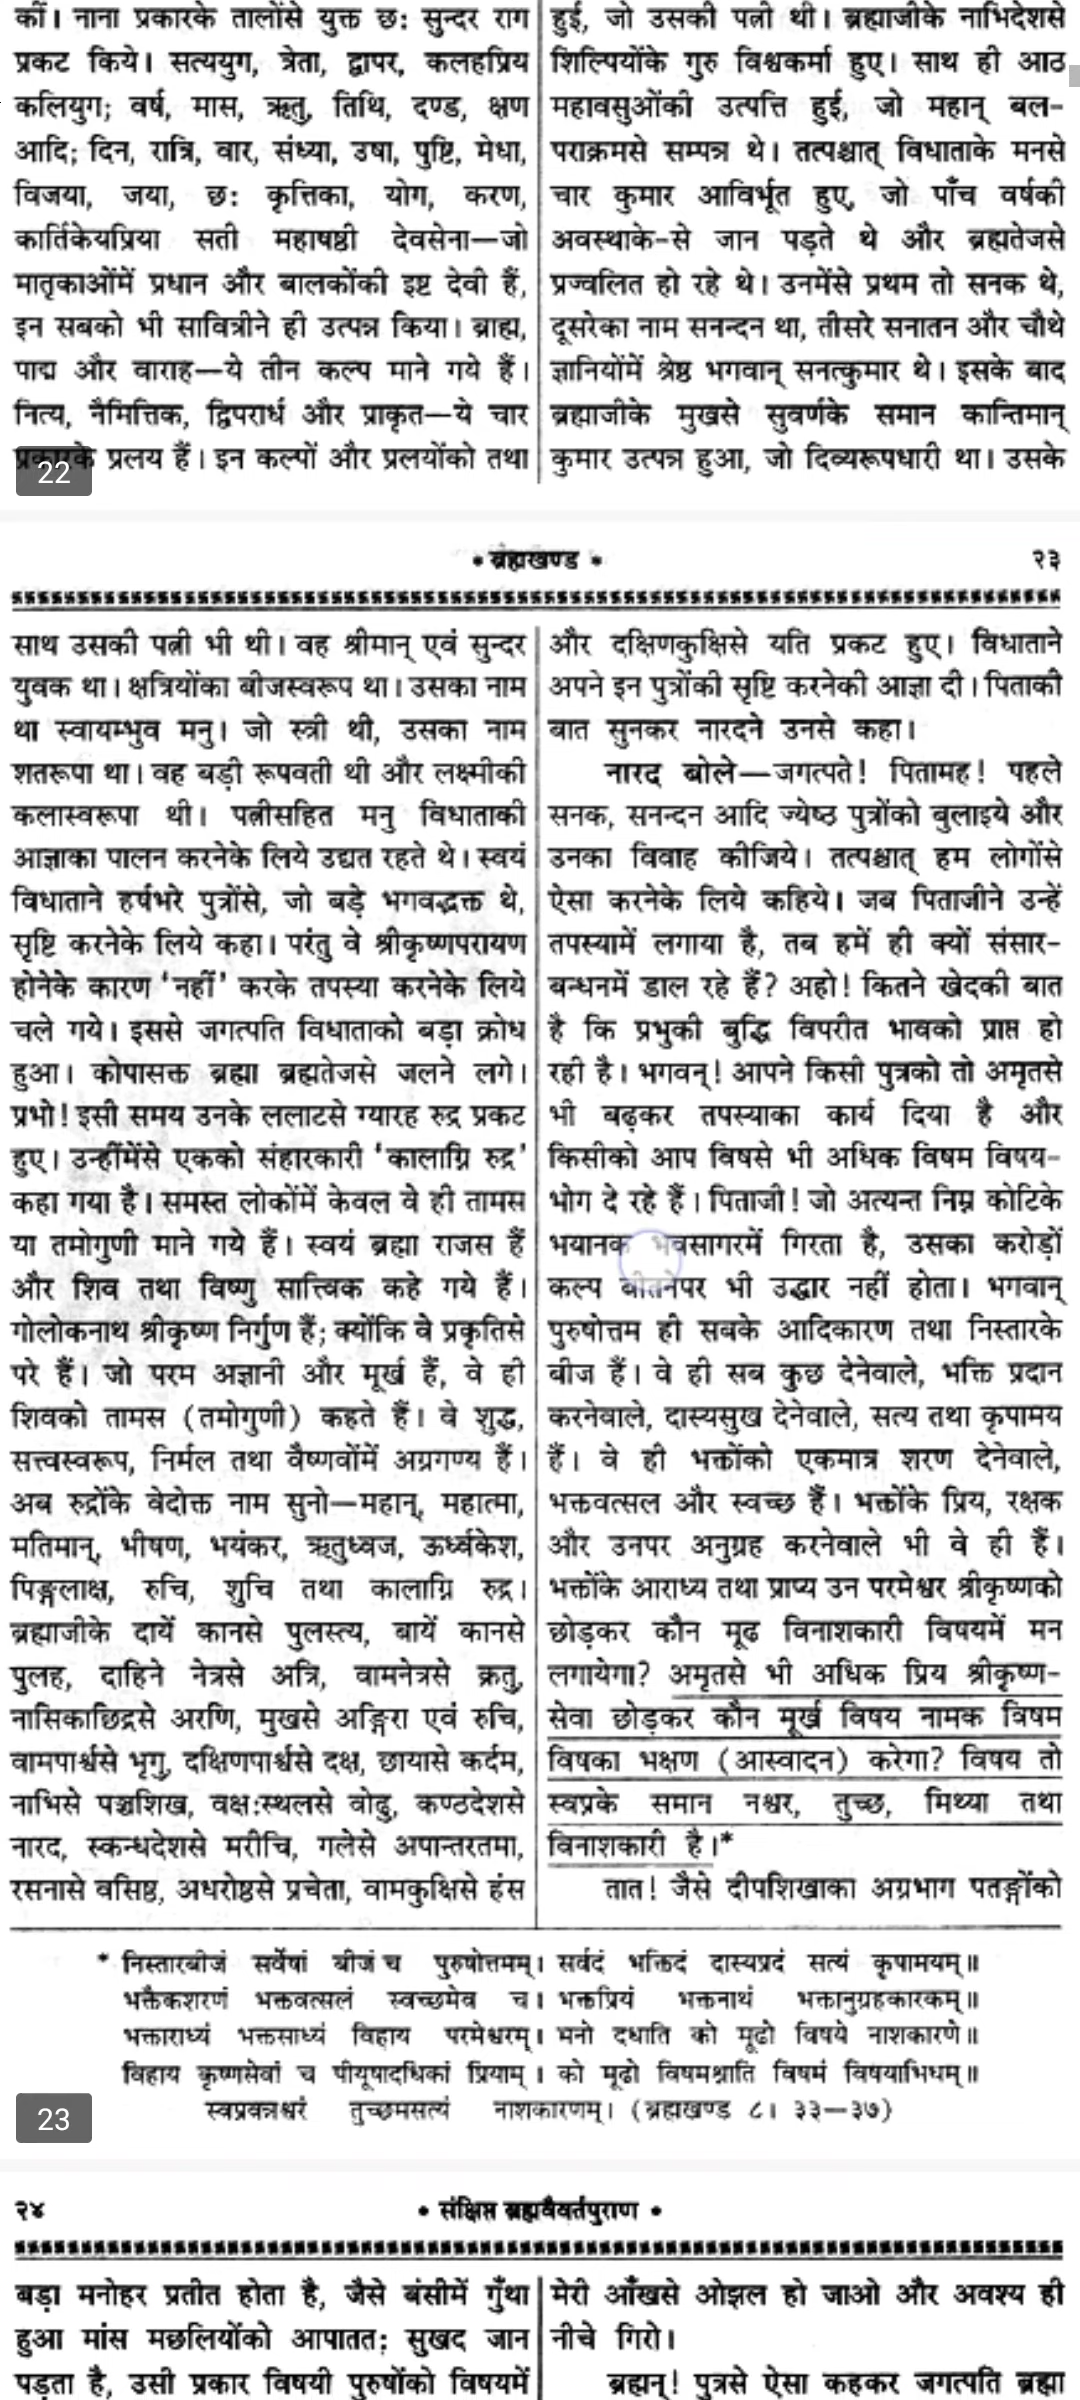 कीं। नाना प्रकारके तालोंसे युक्त छः सुन्दर राग
प्रकट किये। सत्ययुग, त्रेता, द्वापर, कलहप्रिय
कलियुग; वर्ष, मास, ऋतु, तिथि, दण्ड, क्षण
आदि; दिन, रात्रि, वार, संध्या, उषा, पुष्टि, मेधा,
विजया, जया, छः कृत्तिका, योग, करण,
कार्तिकेयप्रिया सती महाषष्ठी देवसेना—जो
मातृकाओंमें प्रधान और बालकोंकी इष्ट देवी हैं,
इन सबको भी सावित्रीने ही उत्पन्न किया। ब्राह्म,
पाद्म और वाराह—ये तीन कल्प माने गये हैं।
नित्य, नैमित्तिक, द्विपरार्ध और प्राकृत—ये चार
प्रकारके प्रलय हैं। इन कल्पों और प्रलयोंको तथा
22
हुई, जो उसकी पत्नी थी। ब्रह्माजीके नाभिदेशसे
शिल्पियोंके गुरु विश्वकर्मा हुए। साथ ही आठ
महावसुओंकी उत्पत्ति हुई, जो महान् बल-
पराक्रमसे सम्पन्न थे। तत्पश्चात् विधाताके मनसे
चार कुमार आविर्भूत हुए, जो पाँच वर्षकी
अवस्थाके-से जान पड़ते थे और ब्रह्मतेजसे
प्रज्वलित हो रहे थे। उनमेंसे प्रथम तो सनक थे,
दूसरेका नाम सनन्दन था, तीसरे सनातन और चौथे
ज्ञानियोंमें श्रेष्ठ भगवान् सनत्कुमार थे। इसके बाद
ब्रह्माजीके मुखसे सुवर्णके समान कान्तिमान्
कुमार उत्पन्न हुआ, जो दिव्यरूपधारी था। उसके
• ब्रह्मखण्ड •
२३
साथ उसकी पत्नी भी थी। वह श्रीमान् एवं सुन्दर
युवक था। क्षत्रियोंका बीजस्वरूप था। उसका नाम
था स्वायम्भुव मनु। जो स्त्री थी, उसका नाम
शतरूपा था। वह बड़ी रूपवती थी और लक्ष्मीकी
कलास्वरूपा थी। पत्नीसहित मनु विधाताकी
आज्ञाका पालन करनेके लिये उद्यत रहते थे। स्वयं
विधाताने हर्षभरे पुत्रोंसे, जो बड़े भगवद्भक्त थे,
सृष्टि करनेके लिये कहा। परंतु वे श्रीकृष्णपरायण
होनेके कारण 'नहीं' करके तपस्या करनेके लिये
चले गये। इससे जगत्पति विधाताको बड़ा क्रोध
हुआ। कोपासक्त ब्रह्मा ब्रह्मतेजसे जलने लगे।
प्रभो! इसी समय उनके ललाटसे ग्यारह रुद्र प्रकट
हुए। उन्हींमेंसे एकको संहारकारी 'कालाग्नि रुद्र'
कहा गया है। समस्त लोकोंमें केवल वे ही तामस
या तमोगुणी माने गये हैं। स्वयं ब्रह्मा राजस हैं
और शिव तथा विष्णु सात्त्विक कहे गये हैं।
गोलोकनाथ श्रीकृष्ण निर्गुण हैं; क्योंकि वे प्रकृतिसे
परे हैं। जो परम अज्ञानी और मूर्ख हैं, वे ही
शिवको तामस (तमोगुणी) कहते हैं। वे शुद्ध,
सत्त्वस्वरूप, निर्मल तथा वैष्णवोंमें अग्रगण्य हैं।
अब रुद्रोंके वेदोक्त नाम सुनो—महान्, महात्मा,
मतिमान्, भीषण, भयंकर, ऋतुध्वज, ऊर्ध्वकेश,
पिङ्गलाक्ष, रुचि, शुचि तथा कालाग्नि रुद्र।
ब्रह्माजीके दायें कानसे पुलस्त्य, बायें कानसे
पुलह, दाहिने नेत्रसे अत्रि, वामनेत्रसे क्रतु,
नासिकाछिद्रसे अरणि, मुखसे अङ्गिरा एवं रुचि,
वामपार्श्वसे भृगु, दक्षिणपार्श्वसे दक्ष, छायासे कर्दम,
नाभिसे पञ्चशिख, वक्षःस्थलसे वोढु, कण्ठदेशसे
नारद, स्कन्धदेशसे मरीचि, गलेसे अपान्तरतमा,
रसनासे वसिष्ठ, अधरोष्ठसे प्रचेता, वामकुक्षिसे हंस
और दक्षिणकुक्षिसे यति प्रकट हुए। विधाताने
अपने इन पुत्रोंकी सृष्टि करनेकी आज्ञा दी। पिताकी
बात सुनकर नारदने उनसे कहा।
नारद बोले—जगत्पते! पितामह! पहले
सनक, सनन्दन आदि ज्येष्ठ पुत्रोंको बुलाइये और
उनका विवाह कीजिये। तत्पश्चात् हम लोगोंसे
ऐसा करनेके लिये कहिये। जब पिताजीने उन्हें
तपस्यामें लगाया है, तब हमें ही क्यों संसार-
बन्धनमें डाल रहे हैं? अहो! कितने खेदकी बात
है कि प्रभुकी बुद्धि विपरीत भावको प्राप्त हो
रही है। भगवन्! आपने किसी पुत्रको तो अमृतसे
भी बढ़कर तपस्याका कार्य दिया है और
किसीको आप विषसे भी अधिक विषम विषय-
भोग दे रहे हैं। पिताजी! जो अत्यन्त निम्न कोटिके
भयानक भवसागरमें गिरता है, उसका करोड़ों
कल्प बीतनेपर भी उद्धार नहीं होता। भगवान्
पुरुषोत्तम ही सबके आदिकारण तथा निस्तारके
बीज हैं। वे ही सब कुछ देनेवाले, भक्ति प्रदान
करनेवाले, दास्यसुख देनेवाले, सत्य तथा कृपामय
हैं। वे ही भक्तोंको एकमात्र शरण देनेवाले,
भक्तवत्सल और स्वच्छ हैं। भक्तोंके प्रिय, रक्षक
और उनपर अनुग्रह करनेवाले भी वे ही हैं।
भक्तोंके आराध्य तथा प्राप्य उन परमेश्वर श्रीकृष्णको
छोड़कर कौन मूढ विनाशकारी विषयमें मन
लगायेगा? अमृतसे भी अधिक प्रिय श्रीकृष्ण-
सेवा छोड़कर कौन मूर्ख विषय नामक विषम
विषका भक्षण (आस्वादन) करेगा? विषय तो
स्वप्नके समान नश्वर, तुच्छ, मिथ्या तथा
विनाशकारी है।*
तात! जैसे दीपशिखाका अग्रभाग पतङ्गोंको
* निस्तारबीजं सर्वेषां बीजं च पुरुषोत्तमम्। सर्वदं भक्तिदं दास्यप्रदं सत्यं कृपामयम्॥
भक्तैकशरणं भक्तवत्सलं स्वच्छमेव च। भक्तप्रियं भक्तनाथं भक्तानुग्रहकारकम्॥
भक्ताराध्यं भक्तसाध्यं विहाय परमेश्वरम्। मनो दधाति को मूढो विषये नाशकारणे॥
विहाय कृष्णसेवां च पीयूषादधिकां प्रियाम्। को मूढो विषमश्नाति विषमं विषयाभिधम्॥
स्वप्नवन्नश्वरं तुच्छमसत्यं नाशकारणम्। (ब्रह्मखण्ड ८। ३३—३७)
23
२४
• संक्षिप्त ब्रह्मवैवर्तपुराण •
बड़ा मनोहर प्रतीत होता है, जैसे बंसीमें गुँथा
हुआ मांस मछलियोंको आपाततः सुखद जान
पड़ता है, उसी प्रकार विषयी पुरुषोंको विषयमें
मेरी आँखसे ओझल हो जाओ और अवश्य ही
नीचे गिरो।
ब्रह्मन्! पुत्रसे ऐसा कहकर जगत्पति ब्रह्मा